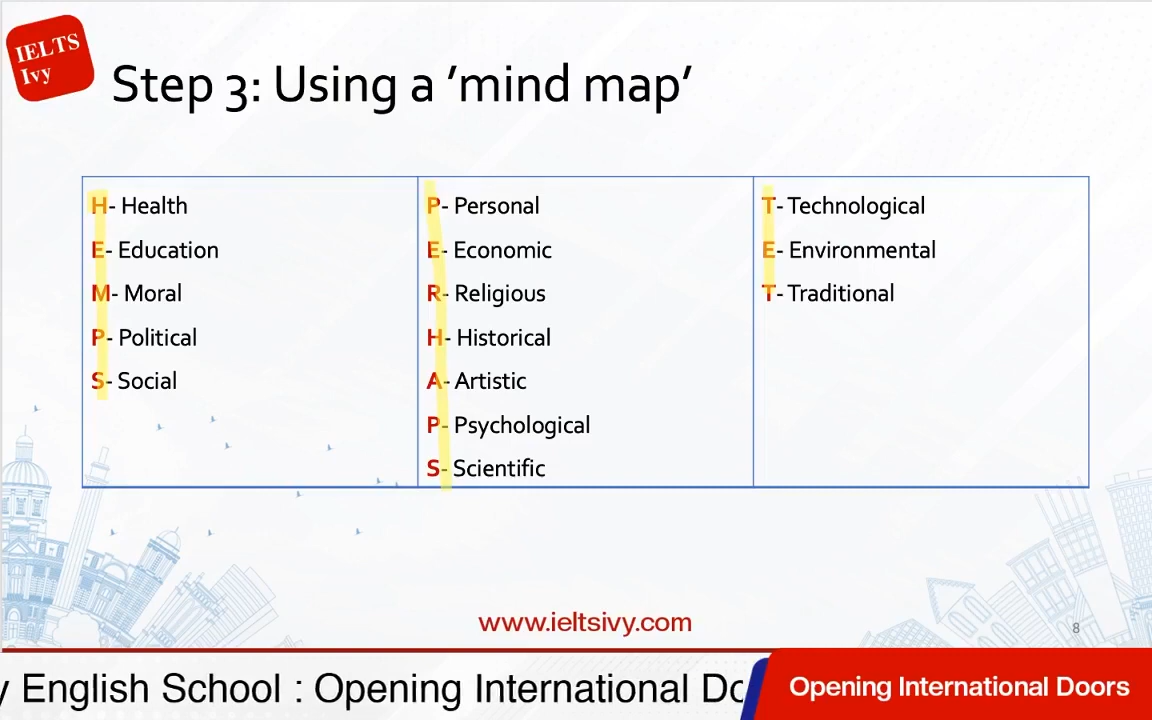 IELTS
Ivy
Step 3: Using a ’mind map’
H- Health
E- Education
M- Moral
P- Political
S- Social
P- Personal
E- Economic
R- Religious
H- Historical
A- Artistic
P- Psychological
S- Scientific
T- Technological
E- Environmental
T- Traditional
www.ieltsivy.com
8
y English School : Opening International Do
Opening International Doors